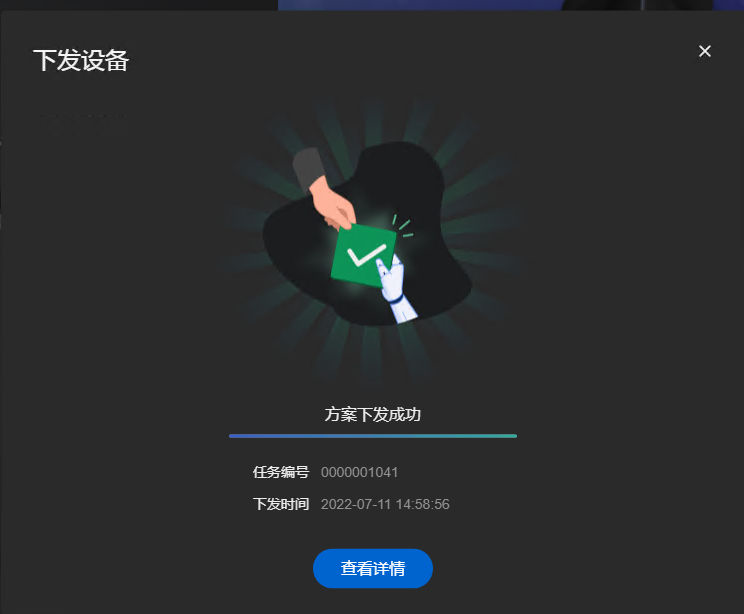 下发设备
方案下发成功
任务编号 0000001041
下发时间 2022-07-11 14:58:56
查看详情